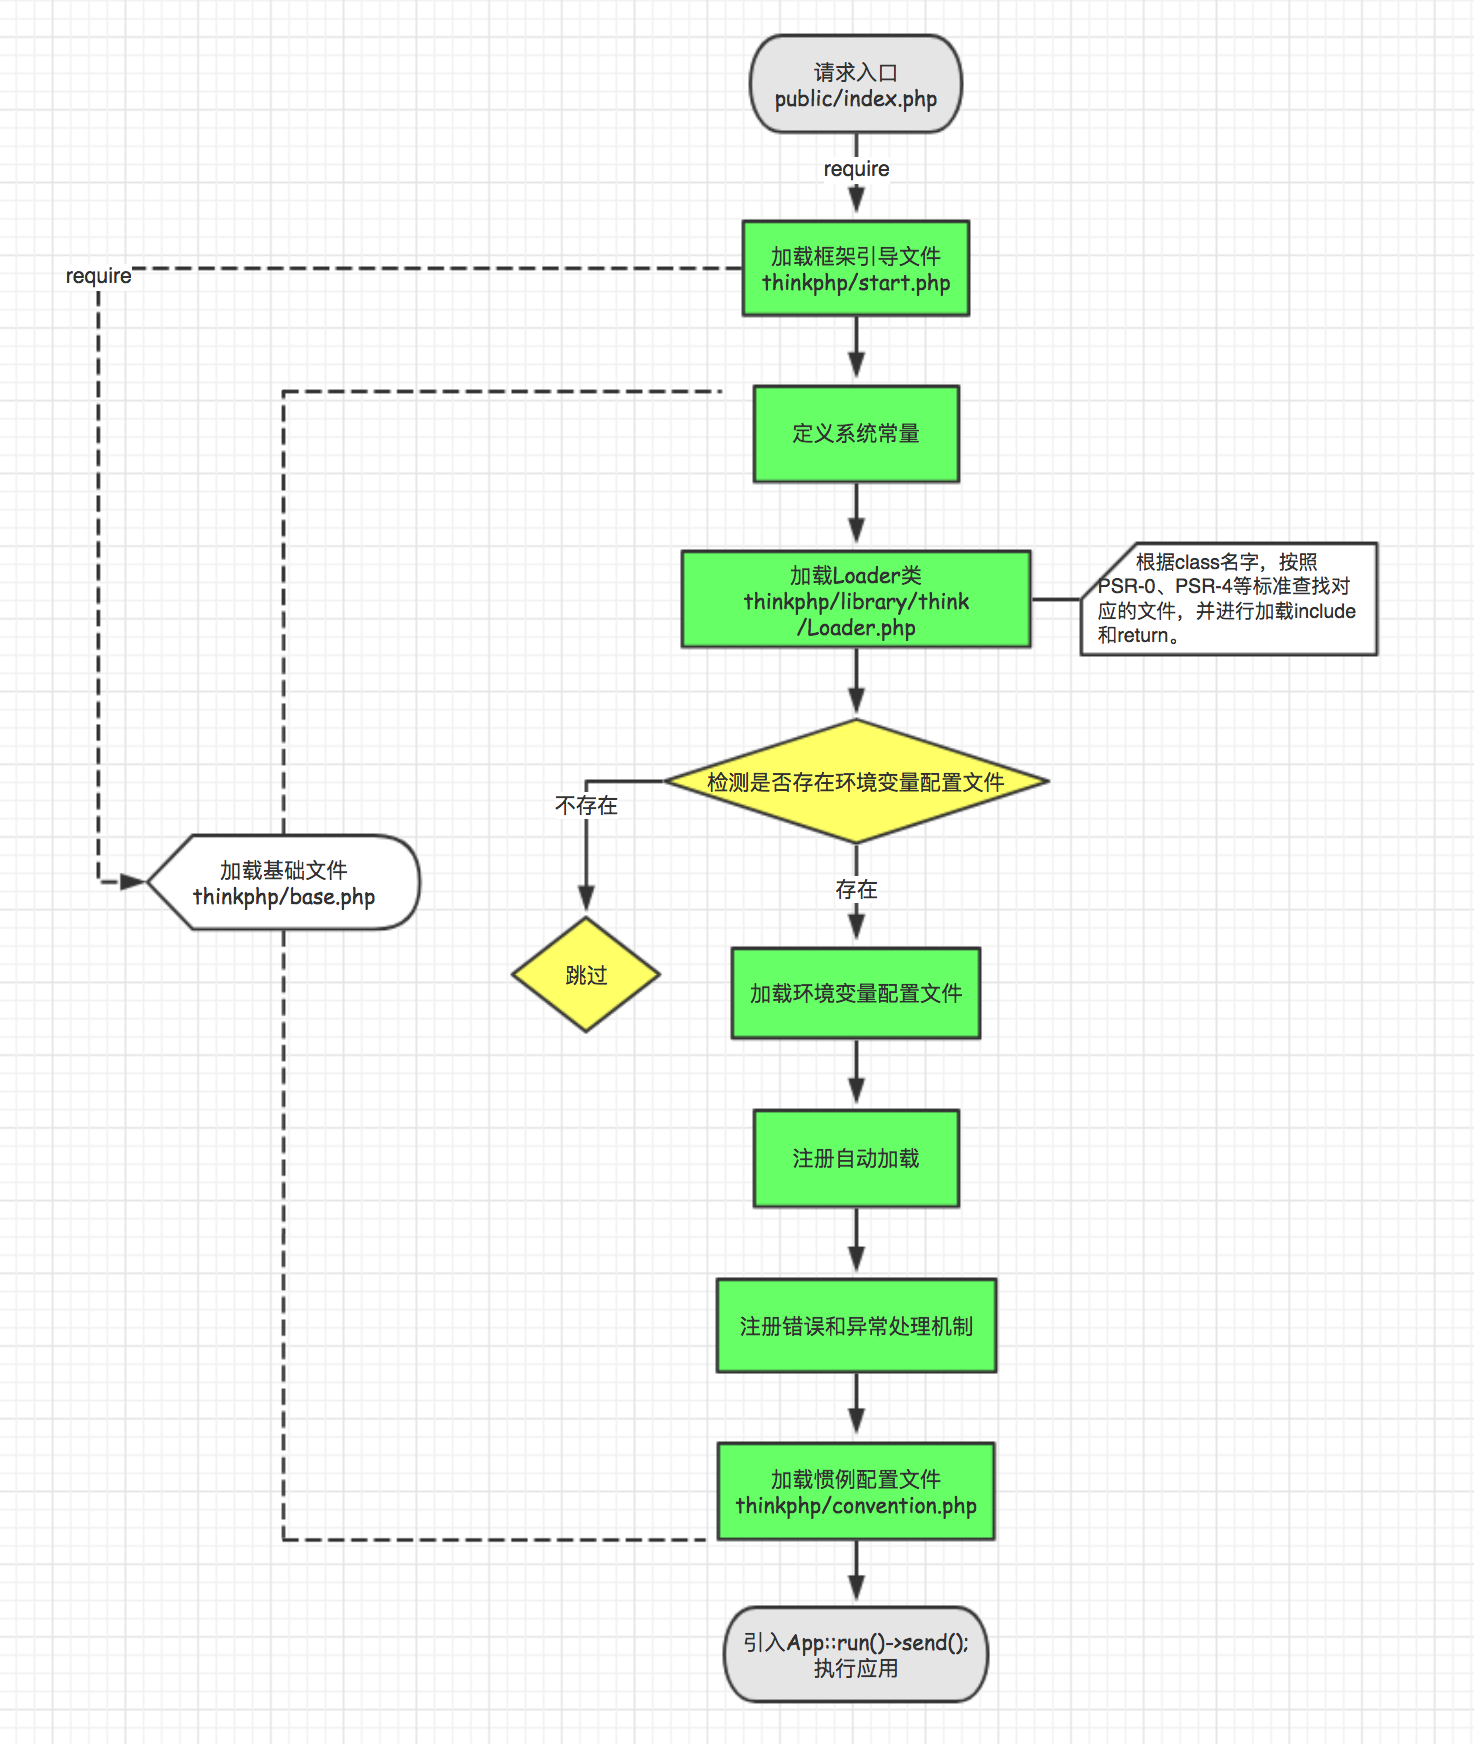 请求入口
public/index.php
require
加载框架引导文件
thinkphp/start.php
require
定义系统常量
加载Loader类
thinkphp/library/think
/Loader.php
根据class名字，按照
PSR-0、PSR-4等标准查找对
应的文件，并进行加载include
和return。
检测是否存在环境变量配置文件
不存在
加载基础文件
thinkphp/base.php
存在
跳过
加载环境变量配置文件
注册自动加载
注册错误和异常处理机制
加载惯例配置文件
thinkphp/convention.php
引入App::run()->send();
执行应用